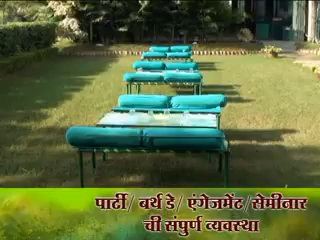 पार्टी/ बर्थ डे/ एंगेजमेंट/सेमीनार
ची संपुर्ण व्यवस्था